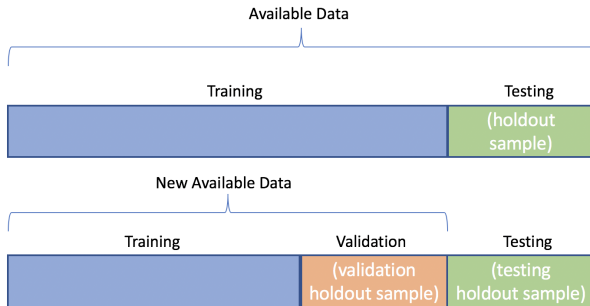 Available Data
Training Testing
(holdout
sample)
New Available Data
Training Validation Testing
(validation
holdout sample)
(testing
holdout sample)